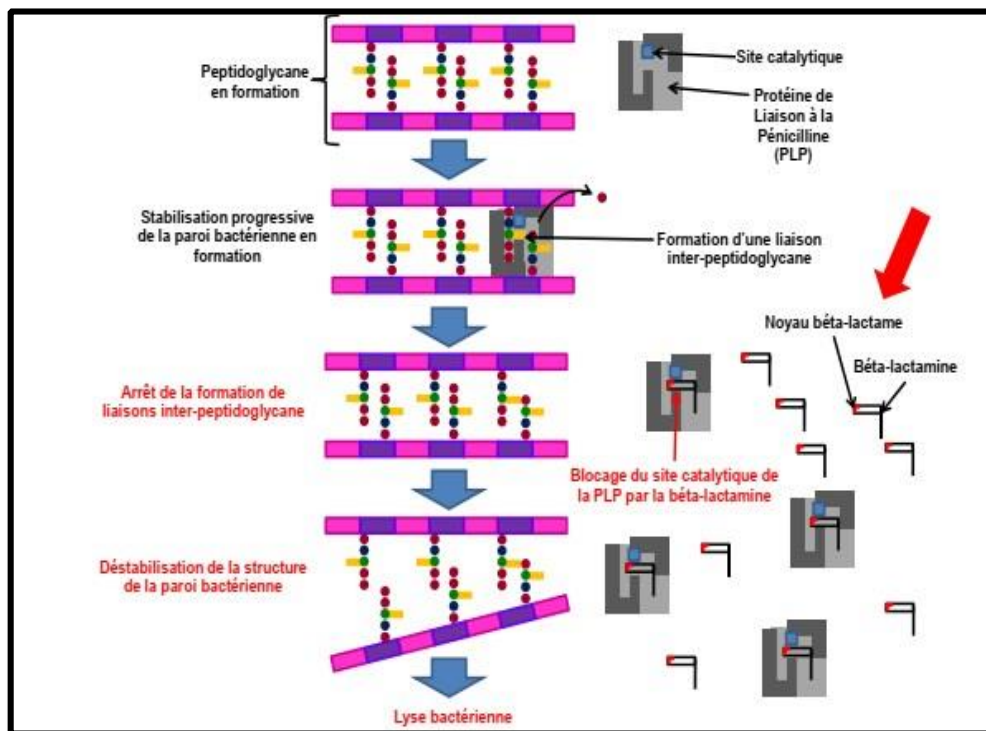 Peptidoglycane
en formation
Site catalytique
Protéine de
Liaison à la
Pénicilline
(PLP)
Stabilisation progressive
de la paroi bactérienne en
formation
Formation d'une liaison
inter-peptidoglycane
Noyau béta-lactame
Béta-lactamine
Arrêt de la formation de
liaisons inter-peptidoglycane
Blocage du site catalytique de
la PLP par la béta-lactamine
Déstabilisation de la structure
de la paroi bactérienne
Lyse bactérienne